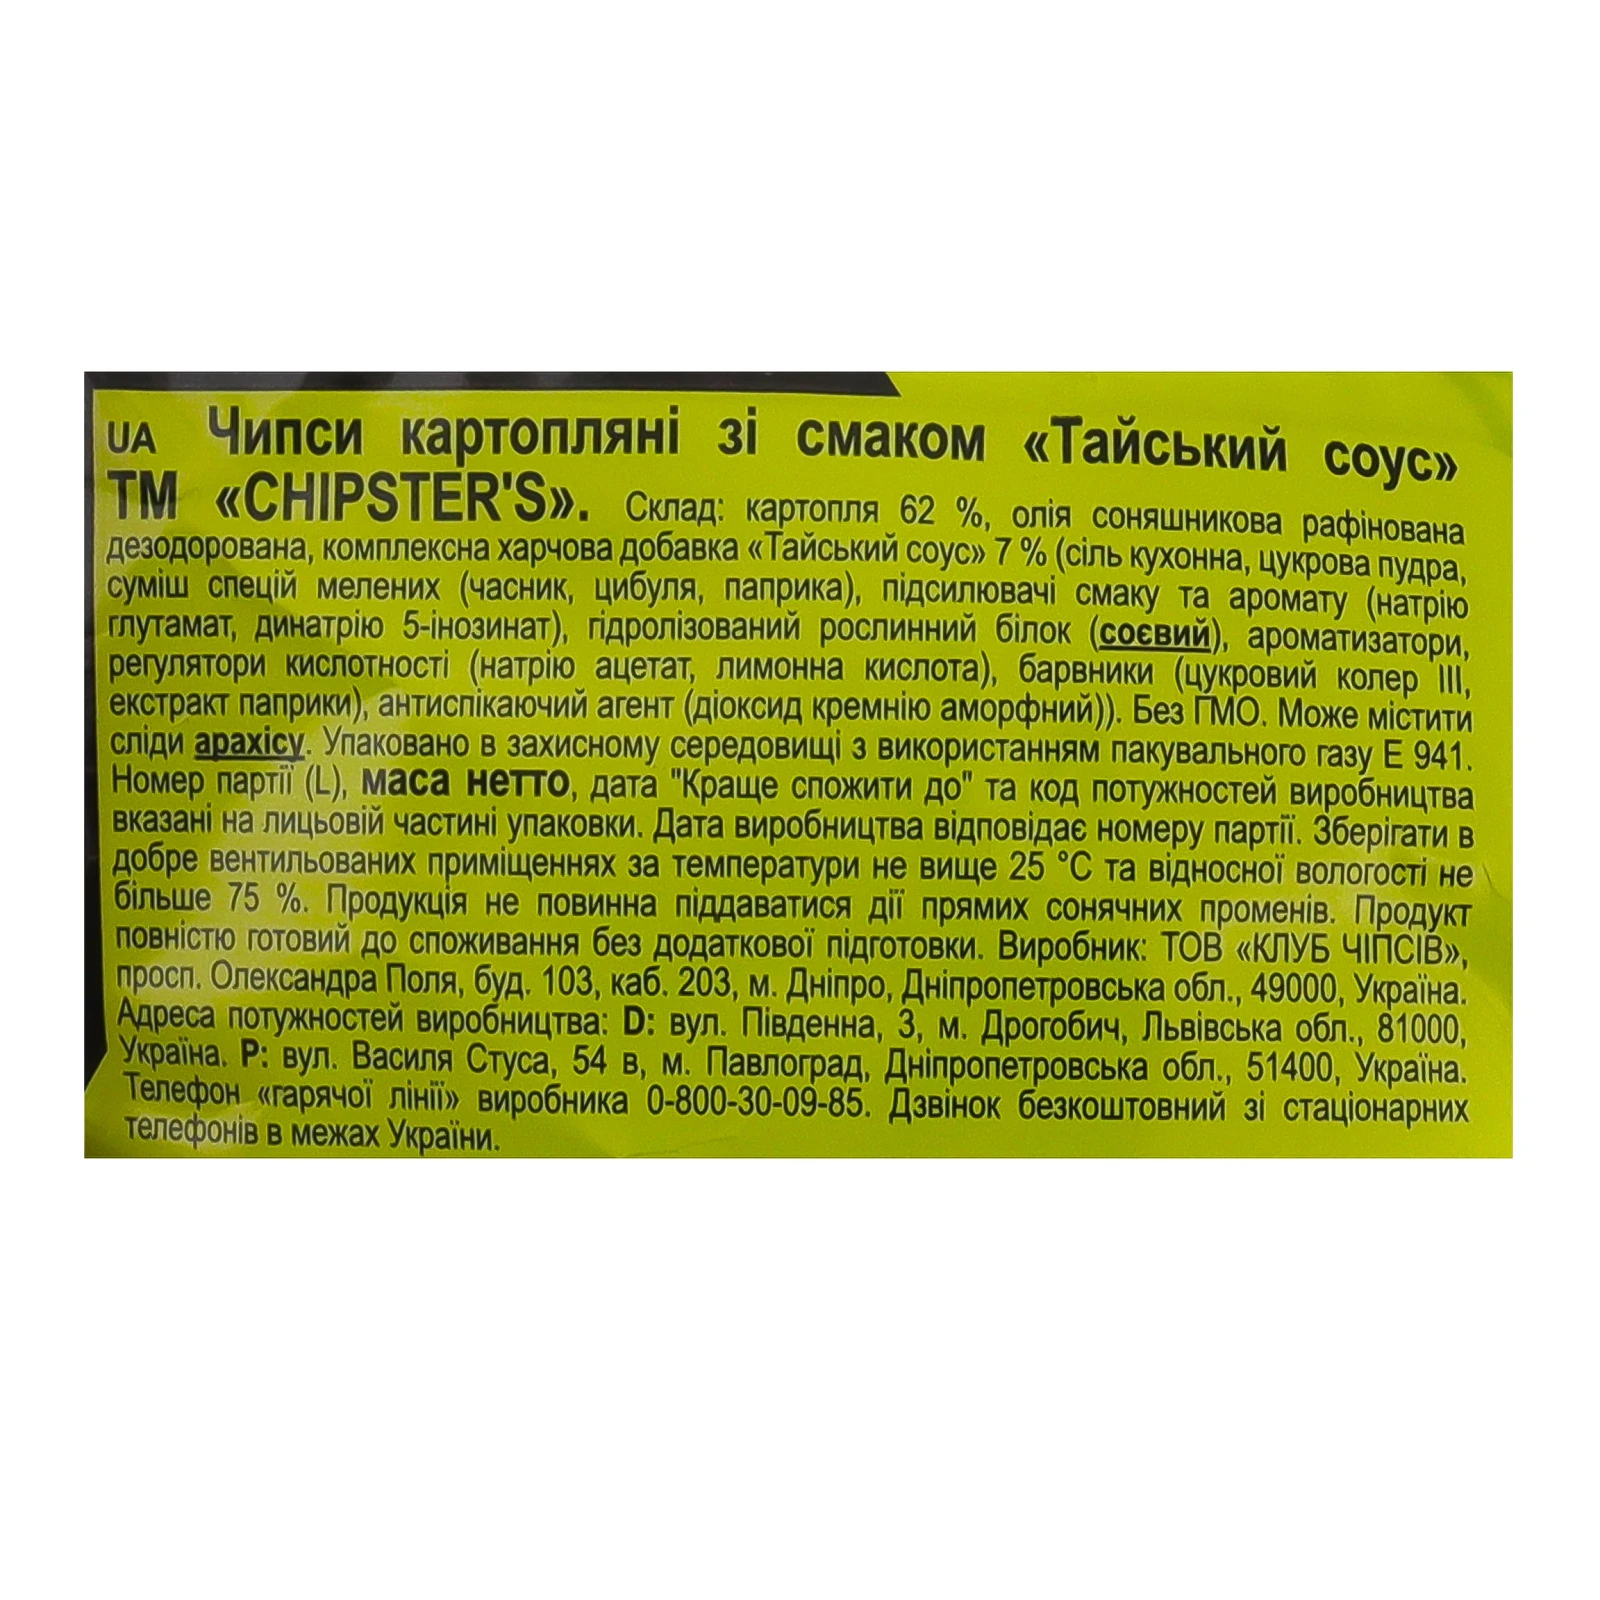 UA Чипси картопляні зі смаком «Тайський соус»
ТМ «CHIPSTER'S». Склад: картопля 62 %, олія соняшникова рафінована
дезодорована, комплексна харчова добавка «Тайський соус» 7 % (сіль кухонна, цукрова пудра,
суміш спецій мелених (часник, цибуля, паприка), підсилювачі смаку та аромату (натрію
глутамат, динатрію 5-інозинат), гідролізований рослинний білок (соєвий), ароматизатори,
регулятори кислотності (натрію ацетат, лимонна кислота), барвники (цукровий колер III,
екстракт паприки), антиспікаючий агент (діоксид кремнію аморфний)). Без ГМО. Може містити
сліди арахісу. Упаковано в захисному середовищі з використанням пакувального газу Е 941.
Номер партії (L), маса нетто, дата "Краще спожити до" та код потужностей виробництва
вказані на лицьовій частині упаковки. Дата виробництва відповідає номеру партії. Зберігати в
добре вентильованих приміщеннях за температури не вище 25 °С та відносної вологості не
більше 75 %. Продукція не повинна піддаватися дії прямих сонячних променів. Продукт
повністю готовий до споживання без додаткової підготовки. Виробник: ТОВ «КЛУБ ЧІПСІВ»,
просп. Олександра Поля, буд. 103, каб. 203, м. Дніпро, Дніпропетровська обл., 49000, Україна.
Адреса потужностей виробництва: D: вул. Південна, 3, м. Дрогобич, Львівська обл., 81000,
Україна. P: вул. Василя Стуса, 54 в, м. Павлоград, Дніпропетровська обл., 51400, Україна.
Телефон «гарячої лінії» виробника 0-800-30-09-85. Дзвінок безкоштовний зі стаціонарних
телефонів в межах України.